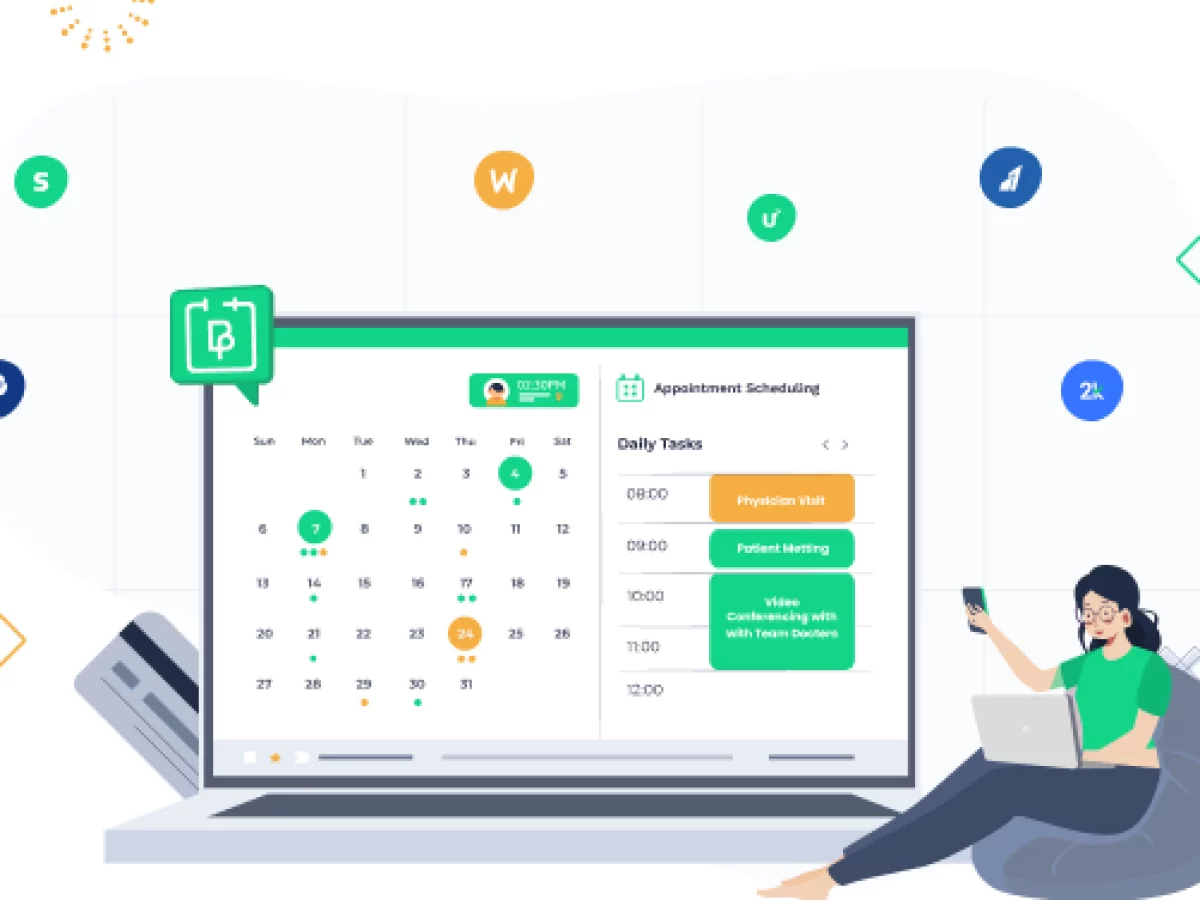 S
W
u
2k
02:30PM
Appointment Scheduling
Sun Mon Tue Wed Thu Fri Sat
1 2 3 4 5
6 7 8 9 10 11 12
13 14 15 16 17 18 19
20 21 22 23 24 25 26
27 28 29 30 31
Daily Tasks
08:00
Physician Visit
09:00
Patient Metting
10:00
Video
Conferencing with
with Team Doctors
11:00
12:00